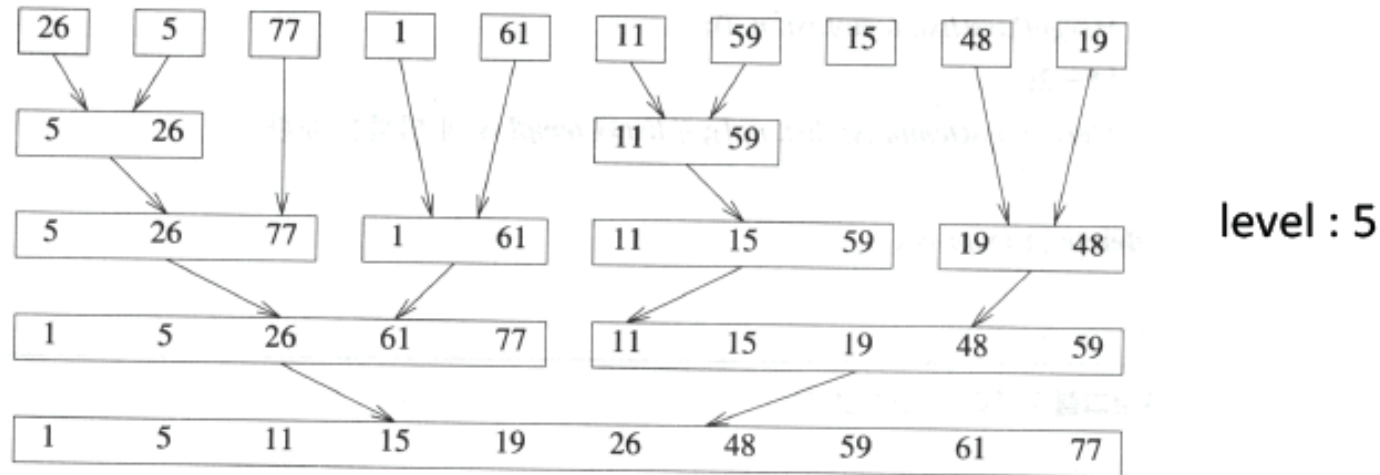 26 5 77 1 61 11 59 15 48 19
5 26 11 59
5 26 77 1 61 11 15 59 19 48
level : 5
1 5 26 61 77 11 15 19 48 59
1 5 11 15 19 26 48 59 61 77